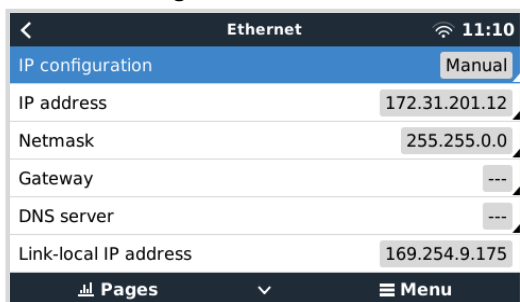 Ethernet 11:10
IP configuration Manual
IP address 172.31.201.12
Netmask 255.255.0.0
Gateway ---
DNS server ---
Link-local IP address 169.254.9.175
Pages Menu